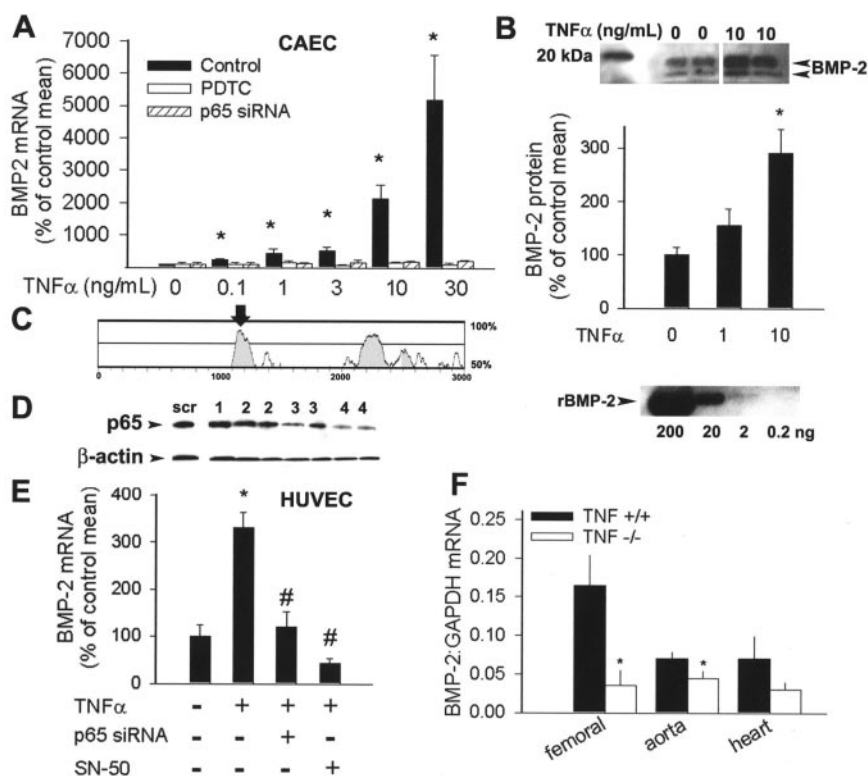 A
CAEC
BMP2 mRNA
(% of control mean)
7000
6000
5000
4000
3000
2000
1000
Control
PDTC
p65 siRNA
* * * * *
TNFα (ng/mL) 0 0.1 1 3 10 30
B
TNFα (ng/mL) 0 0 10 10
20 kDa
BMP-2
BMP-2 protein
(% of control mean)
300
200
100
0
*
TNFα 0 1 10
rBMP-2
200 20 2 0.2 ng
C
100%
50%
0 1000 2000 3000
D
scr 1 2 2 3 3 4 4
p65
β-actin
E
HUVEC
BMP-2 mRNA
(% of control mean)
400
300
200
100
0
* # #
TNFα - + + +
p65 siRNA - - + -
SN-50 - - - +
F
BMP-2:GAPDH mRNA
0.25
0.20
0.15
0.10
0.05
0.00
TNF +/+
TNF -/-
* *
femoral aorta heart